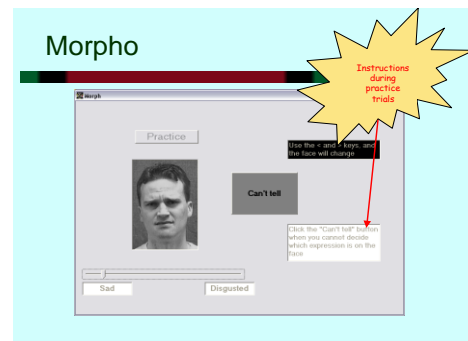 Morpho
Instructions
during
practice
trials
Morph
Practice
Use the < and > keys, and
the face will change
Can't tell
Click the "Can't tell" button
when you cannot decide
which expression is on the
face
Sad
Disgusted